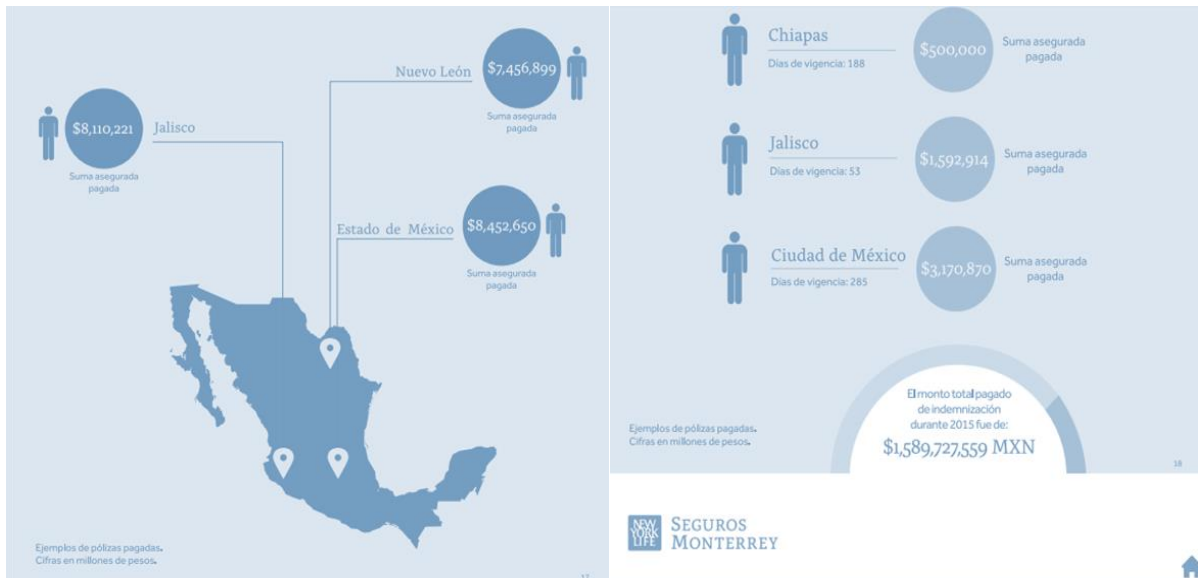 Nuevo León
$7,456,899
Suma asegurada
pagada
$8,110,221
Jalisco
Suma asegurada
pagada
Estado de México
$8,452,650
Suma asegurada
pagada
Ejemplos de pólizas pagadas.
Cifras en millones de pesos.
Chiapas
Días de vigencia: 188
$500,000
Suma asegurada
pagada
Jalisco
Días de vigencia: 53
$1,592,914
Suma asegurada
pagada
Ciudad de México
Días de vigencia: 285
$3,170,870
Suma asegurada
pagada
El monto total pagado
de indemnización
durante 2015 fue de:
$1,589,727,559 MXN
Ejemplos de pólizas pagadas.
Cifras en millones de pesos.
18
NEW
YORK
LIFE
SEGUROS
MONTERREY